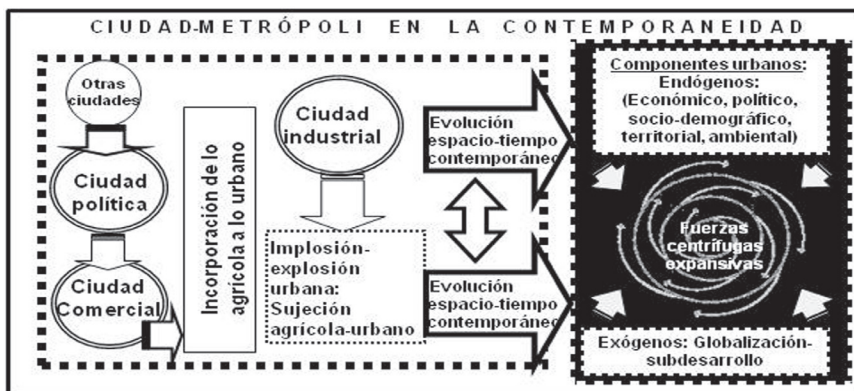 CIUDAD-METRÓPOLI EN LA CONTEMPORANEIDAD
Otras
ciudades
Ciudad
política
Ciudad
Comercial
Incorporación de lo
agrícola a lo urbano
Ciudad
industrial
Implosión-
explosión
urbana:
Sujeción
agrícola-urbano
Evolución
espacio-tiempo
contemporáneo
Evolución
espacio-tiempo
contemporáneo
Componentes urbanos:
Endógenos:
(Económico, político,
socio-demográfico,
territorial, ambiental)
Fuerzas
centrífugas
expansivas
Exógenos: Globalización-
subdesarrollo